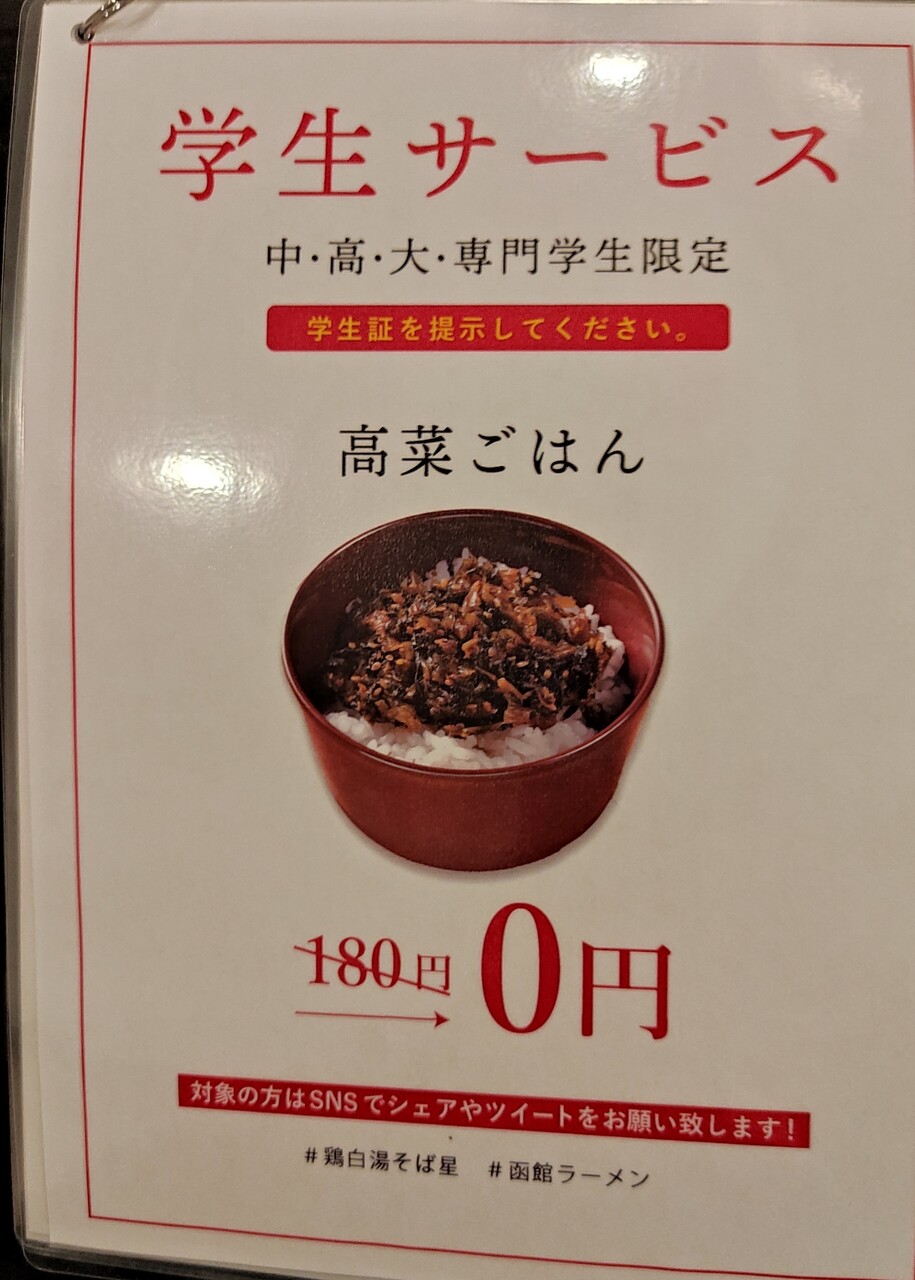 学生サービス
中・高・大・専門学生限定
学生証を提示してください。
高菜ごはん
180円 0円
対象の方はSNSでシェアやツイートをお願い致します!
#鶏白湯そば星 #函館ラーメン